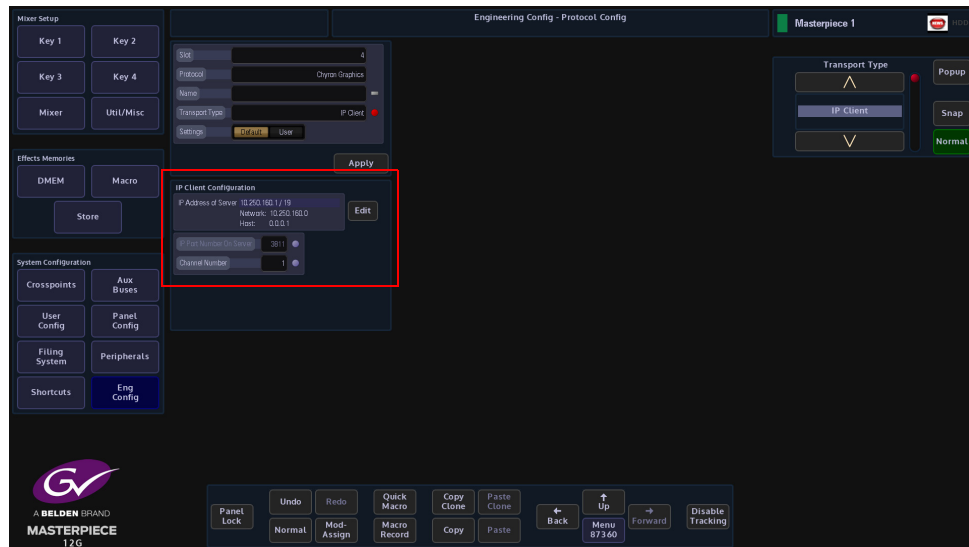 Mixer Setup
Key 1
Key 2
Key 3
Key 4
Mixer
Util/Misc
Effects Memories
DMEM
Macro
Store
System Configuration
Crosspoints
Aux
Buses
User
Config
Panel
Config
Filing
System
Peripherals
Shortcuts
Eng
Config
GV
A BELDEN BRAND
MASTERPIECE
12G
Engineering Config - Protocol Config
Slot 4
Protocol Chyron Graphics
Name
Transport Type IP Client
Settings Default User
Apply
IP Client Configuration
IP Address of Server 10.250.160.1 / 19
Network: 10.250.160.0
Host: 0.0.0.1
Edit
IP Port Number On Server 3811
Channel Number 1
Masterpiece 1
HDD
Transport Type
IP Client
Popup
Snap
Normal
Panel
Lock
Undo
Redo
Quick
Macro
Copy
Clone
Paste
Clone
Normal
Mod-
Assign
Macro
Record
Copy
Paste
Back
Up
Menu
87360
Forward
Disable
Tracking